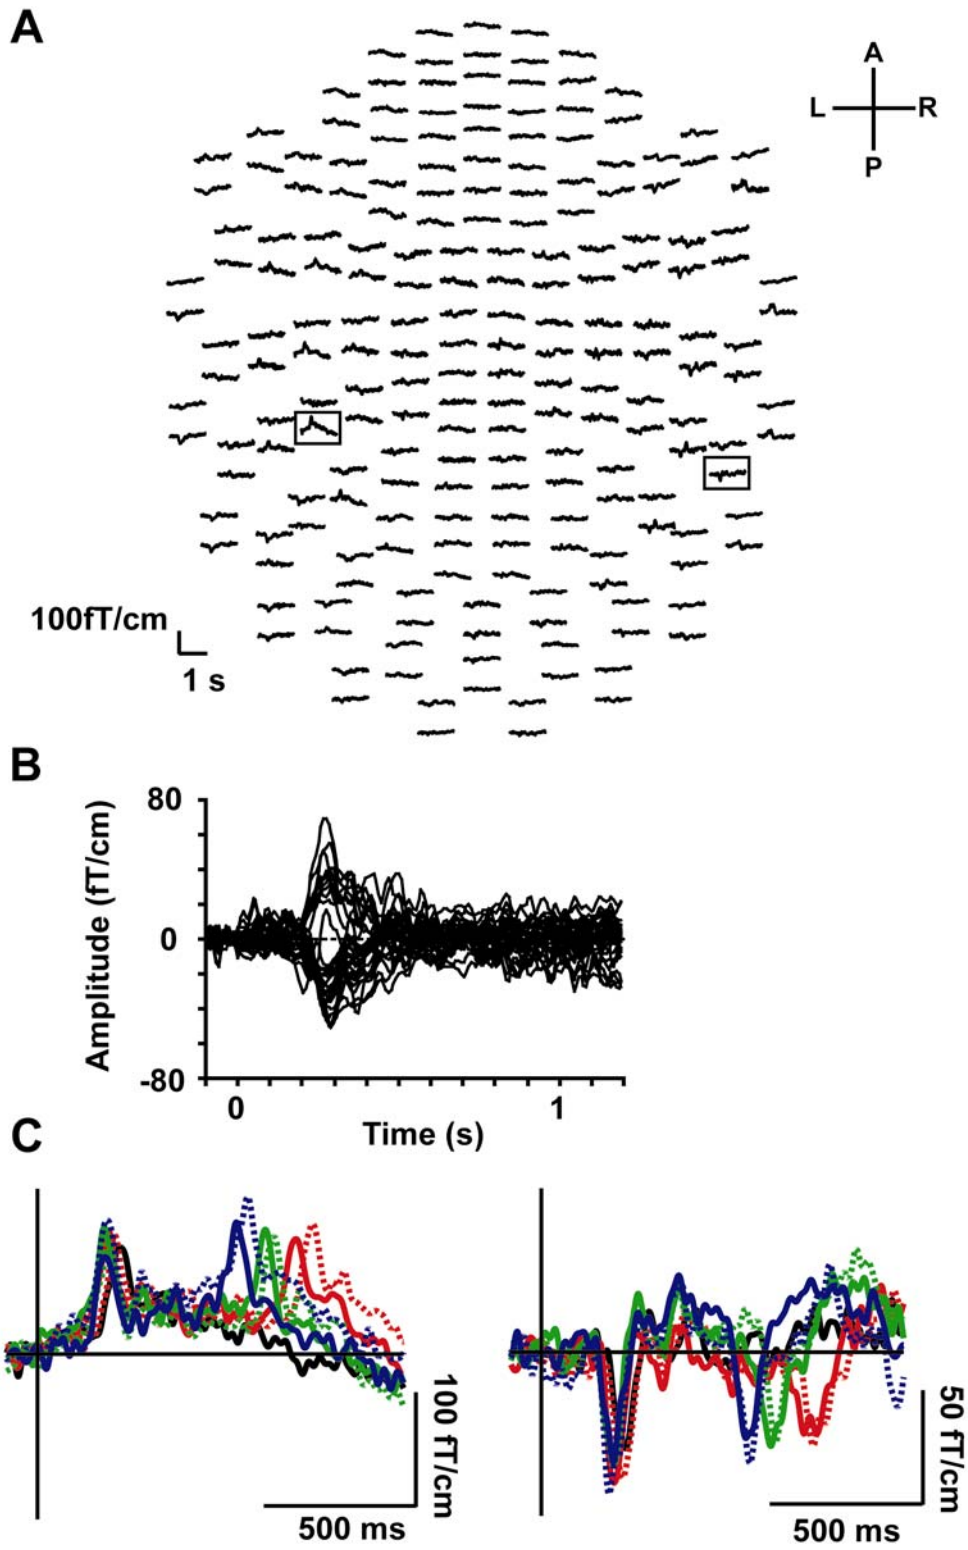 A
A
L R
P
100fT/cm
1 s
B
80
0
-80
Amplitude (fT/cm)
0 1
Time (s)
C
100 fT/cm
500 ms
50 fT/cm
500 ms